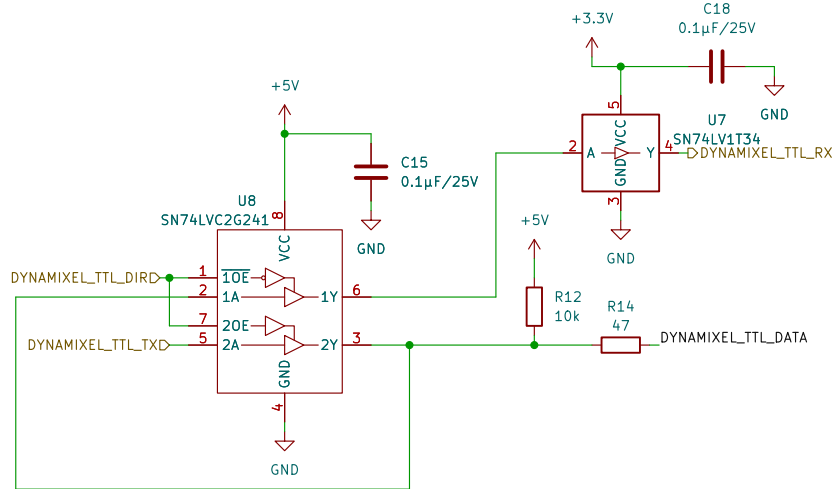 C18
0.1µF/25V
+3.3V
GND
+5V
5
VCC
U7
SN74LV1T34
2
A
Y
4
DYNAMIXEL_TTL_RX
GND
3
GND
C15
0.1µF/25V
GND
U8
SN74LVC2G241
8
VCC
DYNAMIXEL_TTL_DIR
1
1OE
2
1A
1Y
6
7
2OE
DYNAMIXEL_TTL_TX
5
2A
2Y
3
GND
4
GND
+5V
R12
10k
R14
47
DYNAMIXEL_TTL_DATA